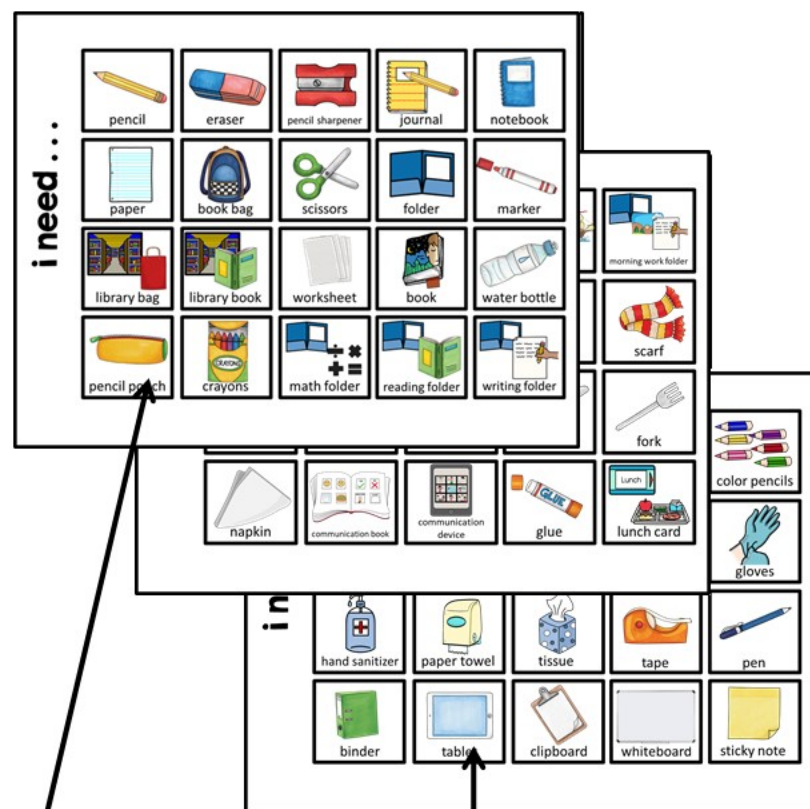 i need...
pencil
eraser
pencil sharpener
journal
notebook
paper
book bag
scissors
folder
marker
library bag
library book
worksheet
book
water bottle
pencil pouch
CRAYONS
crayons
math folder
reading folder
writing folder
morning work folder
scarf
fork
napkin
communication book
communication
device
GLUE
glue
Lunch
lunch card
i n
color pencils
gloves
hand sanitizer
paper towel
tissue
tape
pen
binder
tablet
clipboard
whiteboard
sticky note